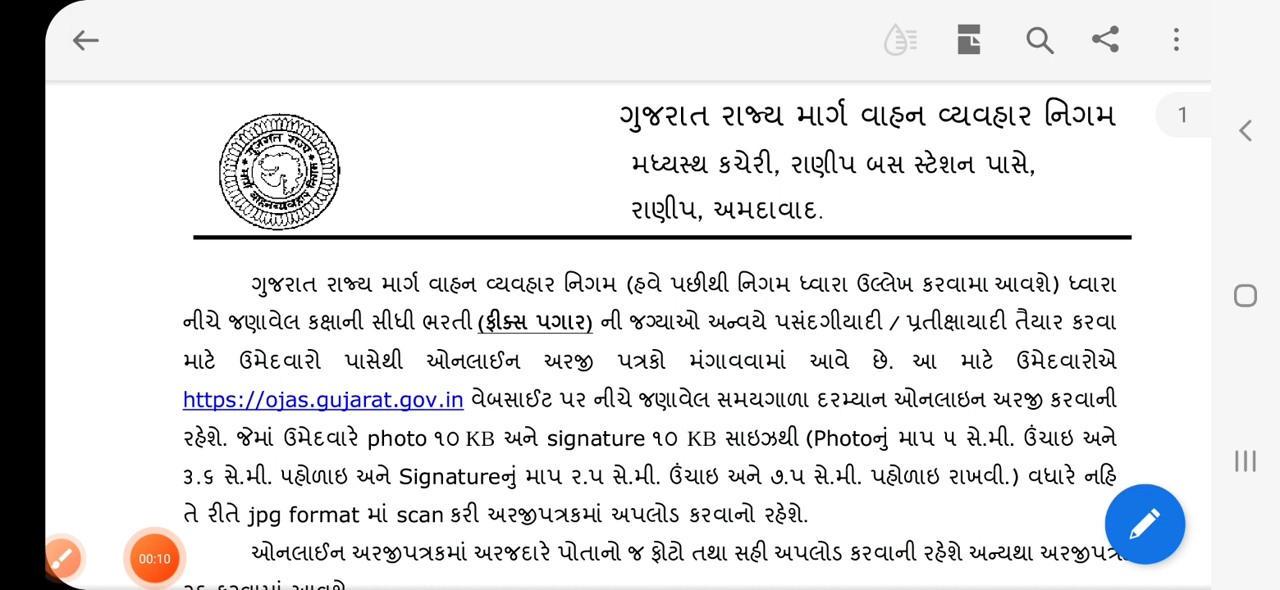 1
ગુજરાત રાજ્ય માર્ગ વાહન વ્યવહાર નિગમ
મધ્યસ્થ કચેરી, રાણીપ બસ સ્ટેશન પાસે,
રાણીપ, અમદાવાદ.
ગુજરાત રાજ્ય માર્ગ વાહન વ્યવહાર નિગમ (હવે પછીથી નિગમ ધ્વારા ઉલ્લેખ કરવામા આવશે) ધ્વારા
નીચે જણાવેલ કક્ષાની સીધી ભરતી (ફીક્સ પગાર) ની જગ્યાઓ અન્વયે પસંદગીયાદી / પ્રતીક્ષાયાદી તૈયાર કરવા
માટે ઉમેદવારો પાસેથી ઓનલાઈન અરજી પત્રકો મંગાવવામાં આવે છે. આ માટે ઉમેદવારોએ
https://ojas.gujarat.gov.in વેબસાઈટ પર નીચે જણાવેલ સમયગાળા દરમ્યાન ઓનલાઇન અરજી કરવાની
રહેશે. જેમાં ઉમેદવારે photo ૧૦ KB અને signature ૧૦ KB સાઇઝથી (Photoનું માપ ૫ સે.મી. ઉંચાઇ અને
૩.૬ સે.મી. પહોળાઇ અને Signatureનું માપ ૨.૫ સે.મી. ઉંચાઇ અને ૭.૫ સે.મી. પહોળાઇ રાખવી.) વધારે નહિ
તે રીતે jpg format માં scan કરી અરજીપત્રકમાં અપલોડ કરવાનો રહેશે.
ઓનલાઈન અરજીપત્રકમાં અરજદારે પોતાનો જ ફોટો તથા સહી અપલોડ કરવાની રહેશે અન્યથા
00:10